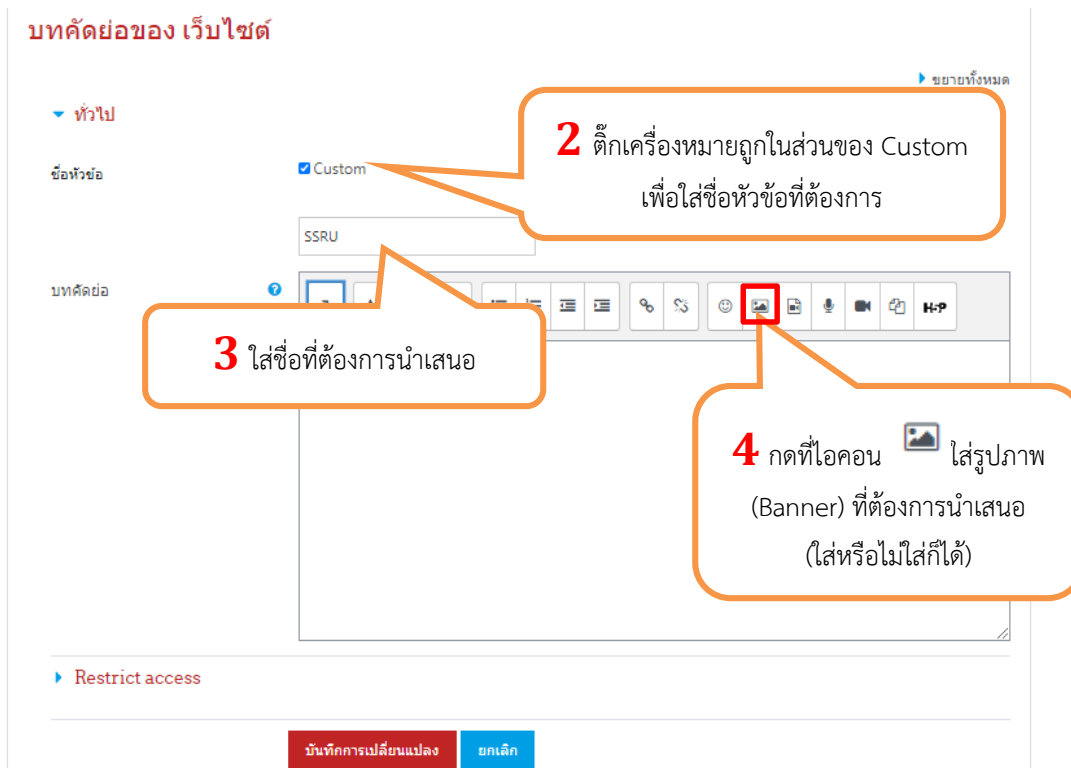 บทคัดย่อของ เว็บไซต์
ขยายทั้งหมด
ทั่วไป
2 ติ๊กเครื่องหมายถูกในส่วนของ Custom
เพื่อใส่ชื่อหัวข้อที่ต้องการ
ชื่อหัวข้อ
Custom
SSRU
บทคัดย่อ
H-P
3 ใส่ชื่อที่ต้องการนำเสนอ
4 กดที่ไอคอน ใส่รูปภาพ
(Banner) ที่ต้องการนำเสนอ
(ใส่หรือไม่ใส่ก็ได้)
Restrict access
บันทึกการเปลี่ยนแปลง
ยกเลิก